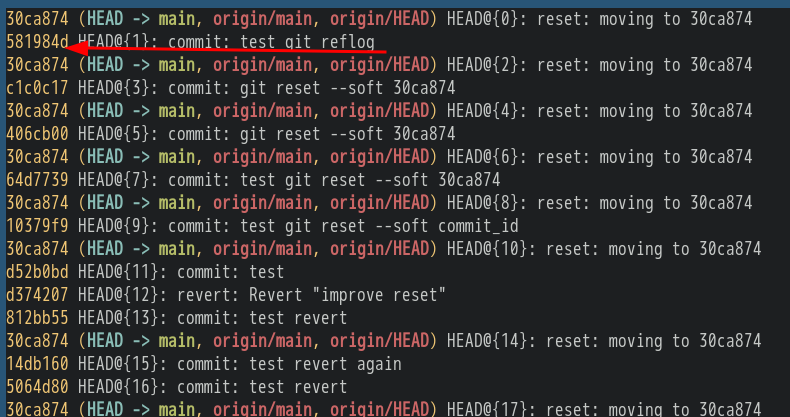 30ca874 (HEAD -> main, origin/main, origin/HEAD) HEAD@{0}: reset: moving to 30ca874
581984d HEAD@{1}: commit: test git reflog
30ca874 (HEAD -> main, origin/main, origin/HEAD) HEAD@{2}: reset: moving to 30ca874
c1c0c17 HEAD@{3}: commit: git reset --soft 30ca874
30ca874 (HEAD -> main, origin/main, origin/HEAD) HEAD@{4}: reset: moving to 30ca874
406cb00 HEAD@{5}: commit: git reset --soft 30ca874
30ca874 (HEAD -> main, origin/main, origin/HEAD) HEAD@{6}: reset: moving to 30ca874
64d7739 HEAD@{7}: commit: test git reset --soft 30ca874
30ca874 (HEAD -> main, origin/main, origin/HEAD) HEAD@{8}: reset: moving to 30ca874
10379f9 HEAD@{9}: commit: test git reset --soft commit_id
30ca874 (HEAD -> main, origin/main, origin/HEAD) HEAD@{10}: reset: moving to 30ca874
d52b0bd HEAD@{11}: commit: test
d374207 HEAD@{12}: revert: Revert "improve reset"
812bb55 HEAD@{13}: commit: test revert
30ca874 (HEAD -> main, origin/main, origin/HEAD) HEAD@{14}: reset: moving to 30ca874
14db160 HEAD@{15}: commit: test revert again
5064d80 HEAD@{16}: commit: test revert
30ca874 (HEAD -> main, origin/main, origin/HEAD) HEAD@{17}: reset: moving to 30ca874